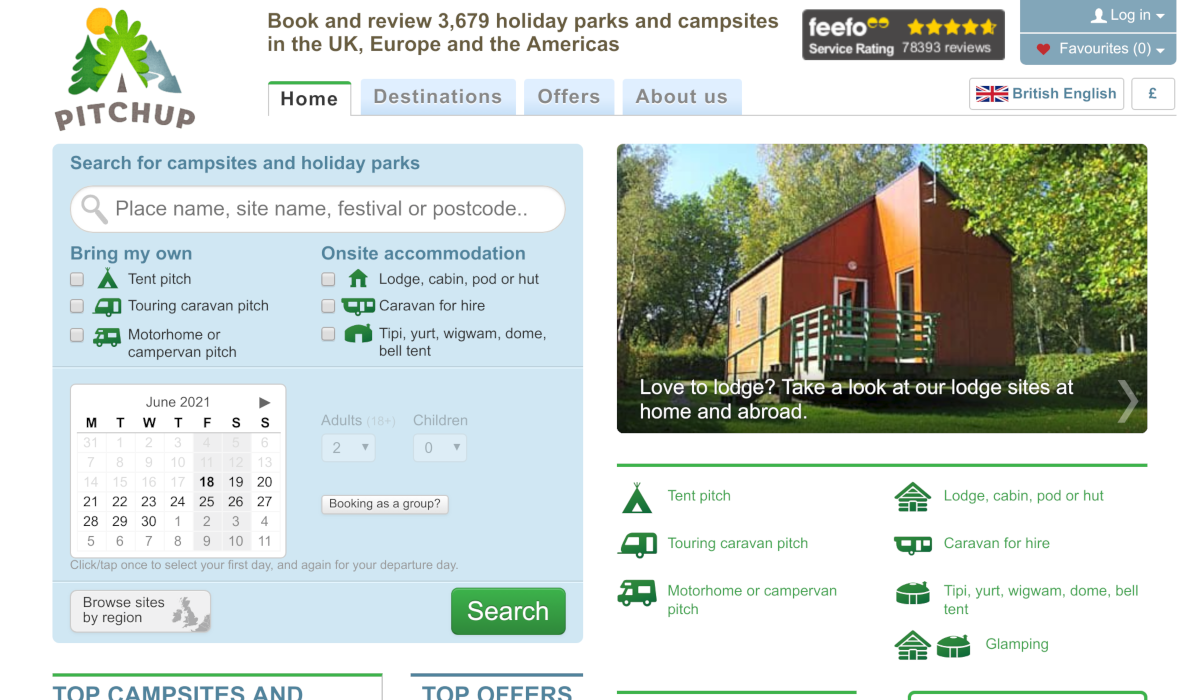 PITCHUP
Book and review 3,679 holiday parks and campsites
in the UK, Europe and the Americas
feefo
Service Rating 78393 reviews
Log in
Favourites (0)
Home Destinations Offers About us
British English £
Search for campsites and holiday parks
Place name, site name, festival or postcode..
Bring my own
Tent pitch
Touring caravan pitch
Motorhome or
campervan pitch
Onsite accommodation
Lodge, cabin, pod or hut
Caravan for hire
Tipi, yurt, wigwam, dome,
bell tent
June 2021
M T W T F S S
31 1 2 3 4 5 6
7 8 9 10 11 12 13
14 15 16 17 18 19 20
21 22 23 24 25 26 27
28 29 30 1 2 3 4
5 6 7 8 9 10 11
Adults (18+) Children
2 0
Booking as a group?
Click/tap once to select your first day, and again for your departure day.
Browse sites
by region
Search
Love to lodge? Take a look at our lodge sites at
home and abroad.
Tent pitch
Touring caravan pitch
Motorhome or campervan
pitch
Lodge, cabin, pod or hut
Caravan for hire
Tipi, yurt, wigwam, dome, bell
tent
Glamping
TOP CAMPSITES AND
TOP OFFERS